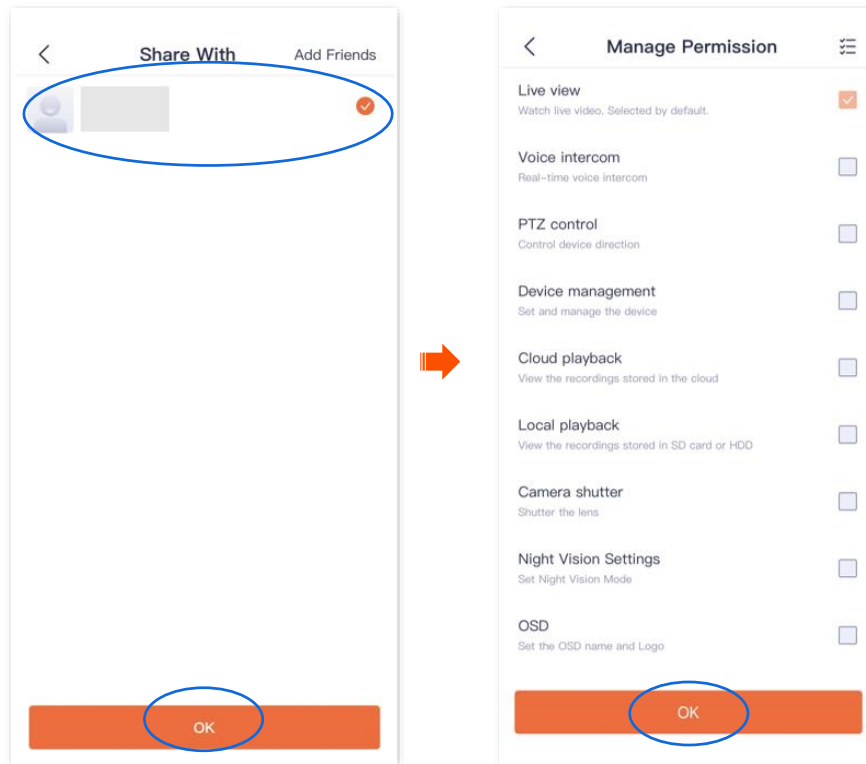 Share With
Add Friends
OK
Manage Permission
Live view
Watch live video. Selected by default.
Voice intercom
Real-time voice intercom
PTZ control
Control device direction
Device management
Set and manage the device
Cloud playback
View the recordings stored in the cloud
Local playback
View the recordings stored in SD card or HDD
Camera shutter
Shutter the lens
Night Vision Settings
Set Night Vision Mode
OSD
Set the OSD name and Logo
OK